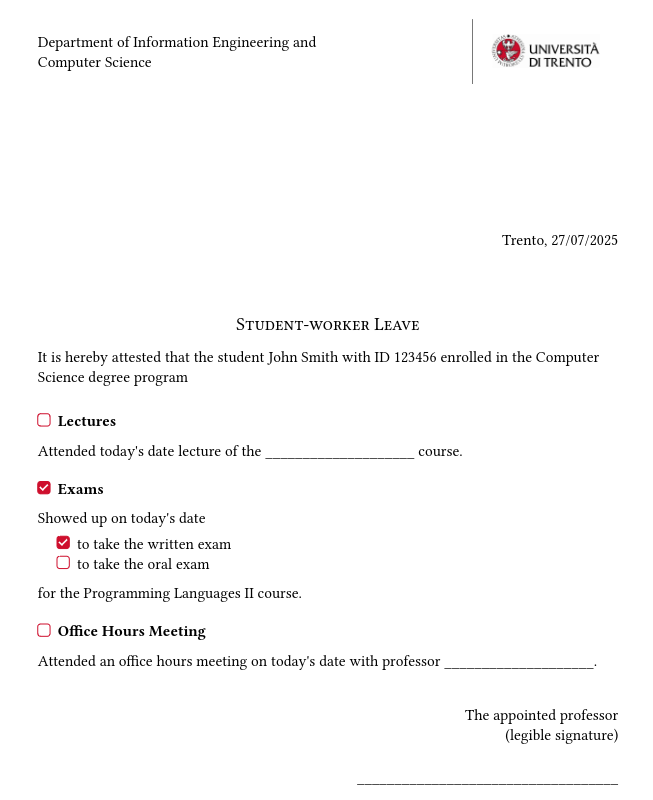 Department of Information Engineering and
Computer Science
UNIVERSITÀ
DI TRENTO
Trento, 27/07/2025
Student-worker Leave
It is hereby attested that the student John Smith with ID 123456 enrolled in the Computer
Science degree program
Lectures
Attended today's date lecture of the ____________________ course.
Exams
Showed up on today's date
to take the written exam
to take the oral exam
for the Programming Languages II course.
Office Hours Meeting
Attended an office hours meeting on today's date with professor ____________________.
The appointed professor
(legible signature)
___________________________________